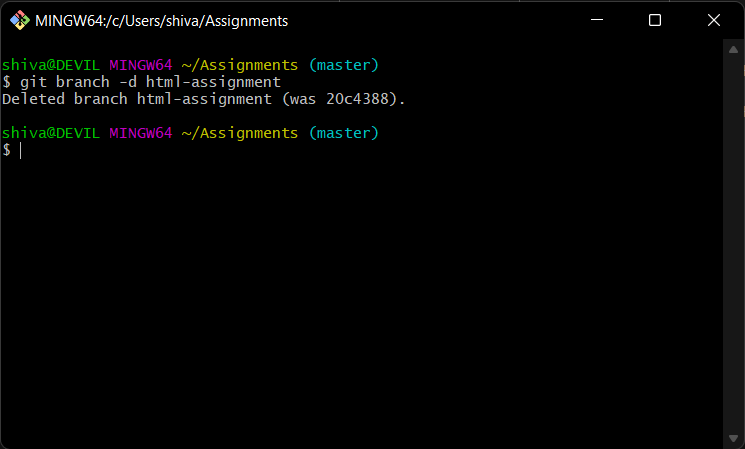 MINGW64:/c/Users/shiva/Assignments
shiva@DEVIL MINGW64 ~/Assignments (master)
$ git branch -d html-assignment
Deleted branch html-assignment (was 20c4388).
shiva@DEVIL MINGW64 ~/Assignments (master)
$